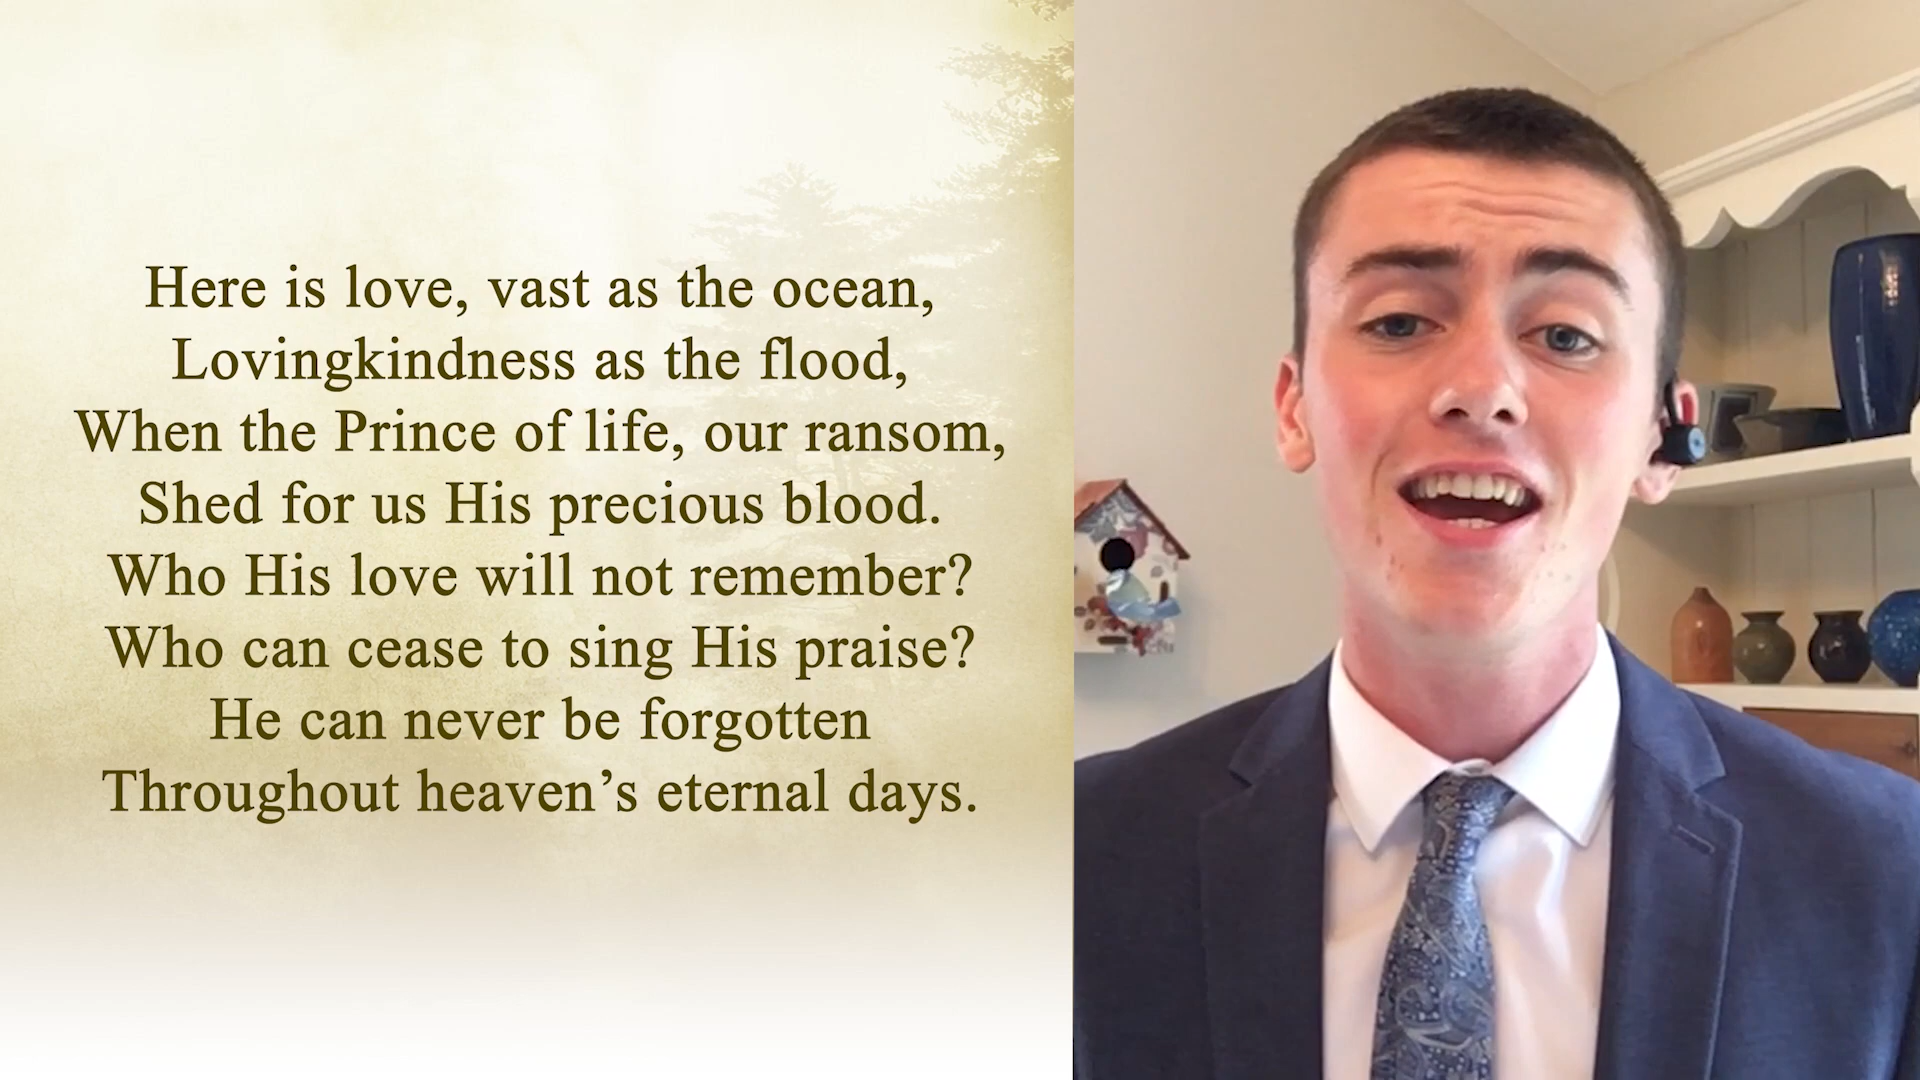 Here is love, vast as the ocean,
Lovingkindness as the flood,
When the Prince of life, our ransom,
Shed for us His precious blood.
Who His love will not remember?
Who can cease to sing His praise?
He can never be forgotten
Throughout heaven’s eternal days.